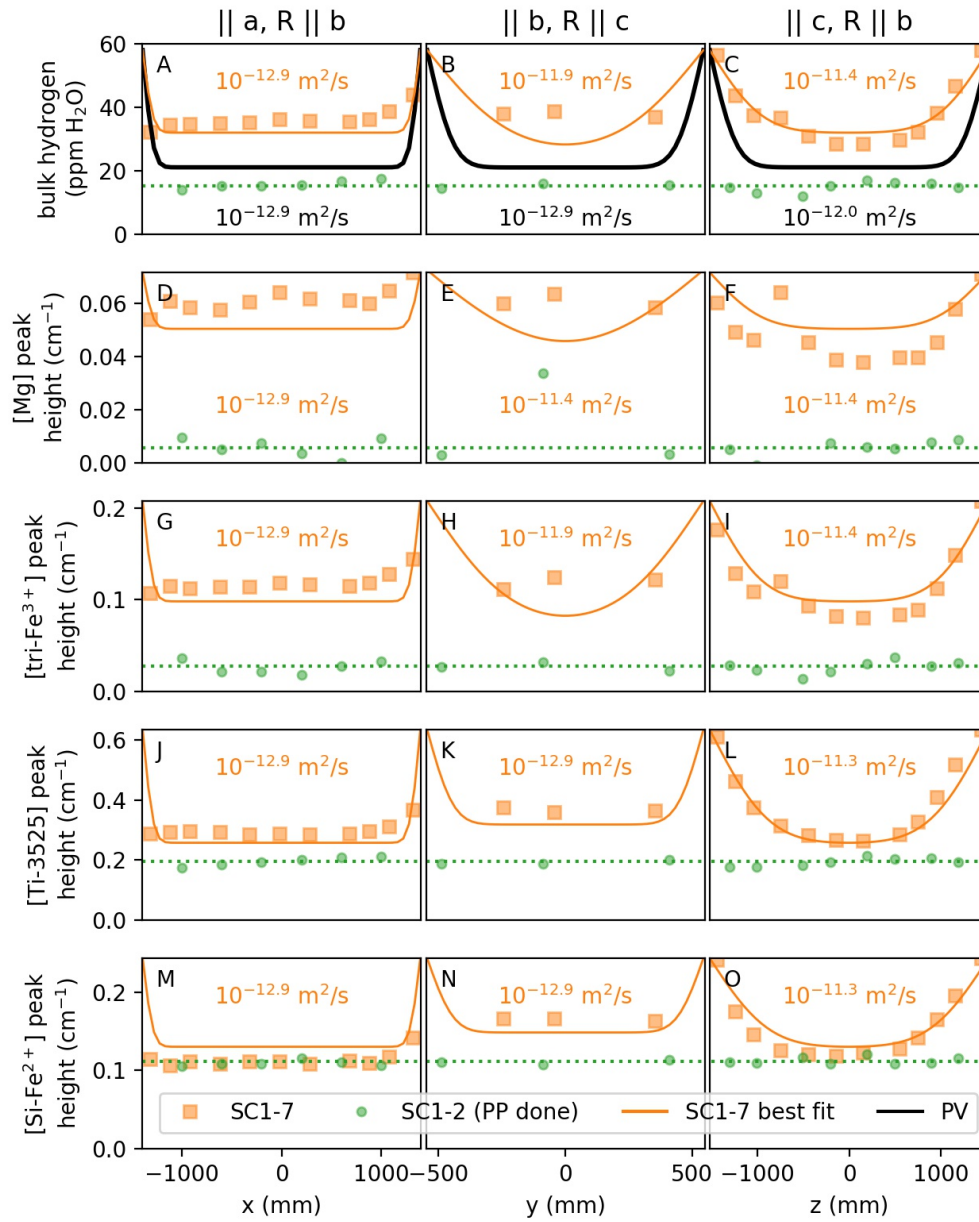 || a, R || b
|| b, R || c
|| c, R || b
bulk hydrogen
(ppm H₂O)
60
40
20
0
A
10⁻¹²·⁹ m²/s
10⁻¹²·⁹ m²/s
B
10⁻¹¹·⁹ m²/s
10⁻¹²·⁹ m²/s
C
10⁻¹¹·⁴ m²/s
10⁻¹²·⁰ m²/s
[Mg] peak
height (cm⁻¹)
0.06
0.04
0.02
0.00
D
10⁻¹²·⁹ m²/s
E
10⁻¹¹·⁴ m²/s
F
10⁻¹¹·⁴ m²/s
[tri-Fe³⁺] peak
height (cm⁻¹)
0.2
0.1
0.0
G
10⁻¹²·⁹ m²/s
H
10⁻¹¹·⁹ m²/s
I
10⁻¹¹·⁴ m²/s
[Ti-3525] peak
height (cm⁻¹)
0.6
0.4
0.2
0.0
J
10⁻¹²·⁹ m²/s
K
10⁻¹²·⁹ m²/s
L
10⁻¹¹·³ m²/s
[Si-Fe²⁺] peak
height (cm⁻¹)
0.2
0.1
0.0
M
10⁻¹²·⁹ m²/s
N
10⁻¹²·⁹ m²/s
O
10⁻¹¹·³ m²/s
SC1-7
SC1-2 (PP done)
SC1-7 best fit
PV
−1000 0 1000
−500 0 500
−1000 0 1000
x (mm)
y (mm)
z (mm)